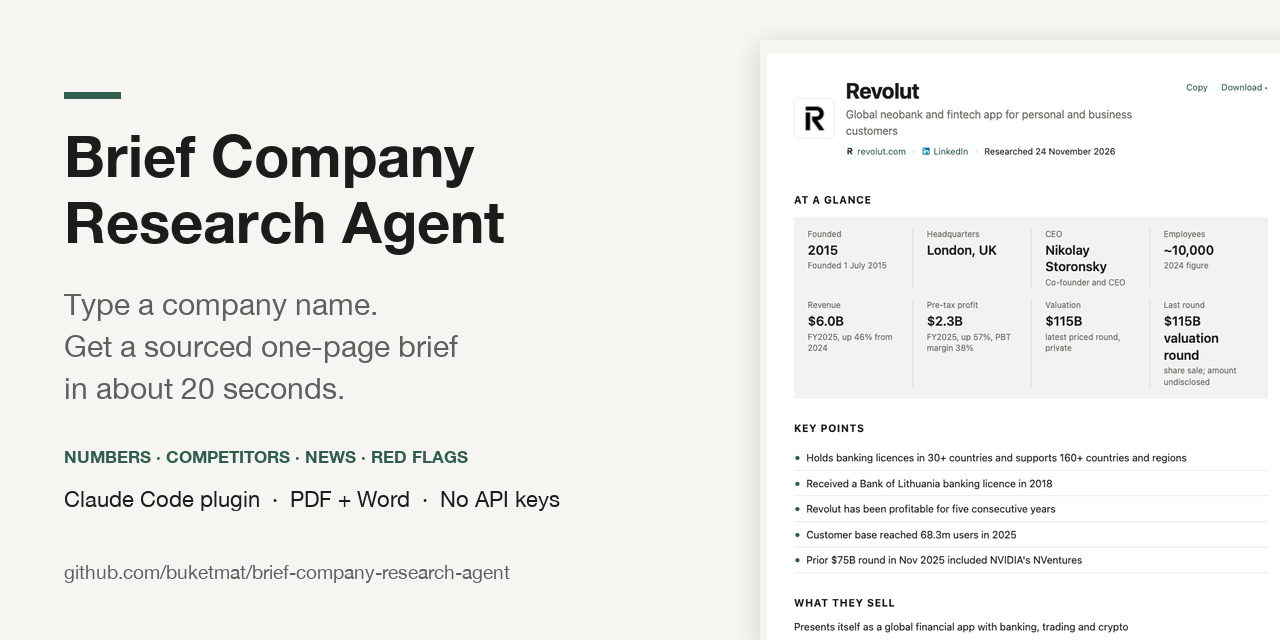 Brief Company
Research Agent
Type a company name.
Get a sourced one-page brief
in about 20 seconds.
NUMBERS · COMPETITORS · NEWS · RED FLAGS
Claude Code plugin · PDF + Word · No API keys
github.com/buketmat/brief-company-research-agent
Revolut
Copy Download
Global neobank and fintech app for personal and business
customers
R revolut.com · in LinkedIn · Researched 24 November 2026
AT A GLANCE
Founded
2015
Founded 1 July 2015
Headquarters
London, UK
CEO
Nikolay
Storonsky
Co-founder and CEO
Employees
~10,000
2024 figure
Revenue
$6.0B
FY2025, up 46% from
2024
Pre-tax profit
$2.3B
FY2025, up 57%, PBT
margin 38%
Valuation
$115B
latest priced round,
private
Last round
$115B
valuation
round
share sale; amount
undisclosed
KEY POINTS
• Holds banking licences in 30+ countries and supports 160+ countries and regions
• Received a Bank of Lithuania banking licence in 2018
• Revolut has been profitable for five consecutive years
• Customer base reached 68.3m users in 2025
• Prior $75B round in Nov 2025 included NVIDIA's NVentures
WHAT THEY SELL
Presents itself as a global financial app with banking, trading and crypto